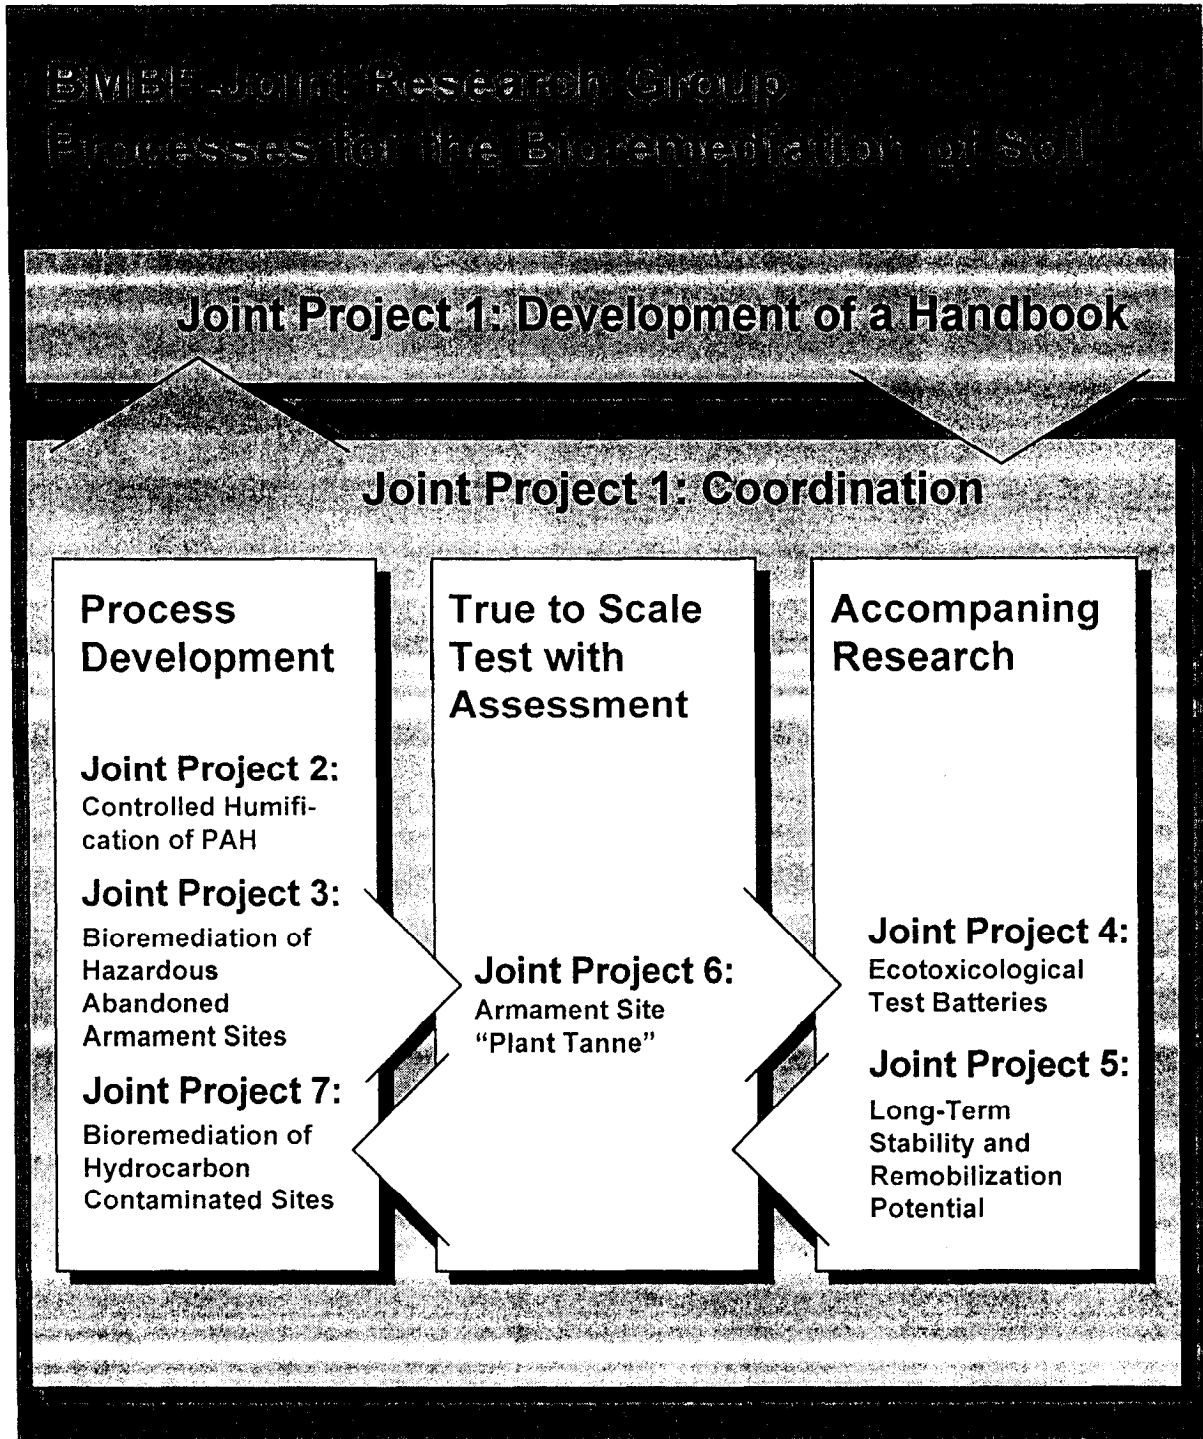 BMBF-Joint Research Group
Processes for the Bioremediation of Soil
Joint Project 1: Development of a Handbook
Joint Project 1: Coordination
Process
Development
Joint Project 2:
Controlled Humifi-
cation of PAH
Joint Project 3:
Bioremediation of
Hazardous
Abandoned
Armament Sites
Joint Project 7:
Bioremediation of
Hydrocarbon
Contaminated Sites
True to Scale
Test with
Assessment
Joint Project 6:
Armament Site
“Plant Tanne”
Accompaning
Research
Joint Project 4:
Ecotoxicological
Test Batteries
Joint Project 5:
Long-Term
Stability and
Remobilization
Potential